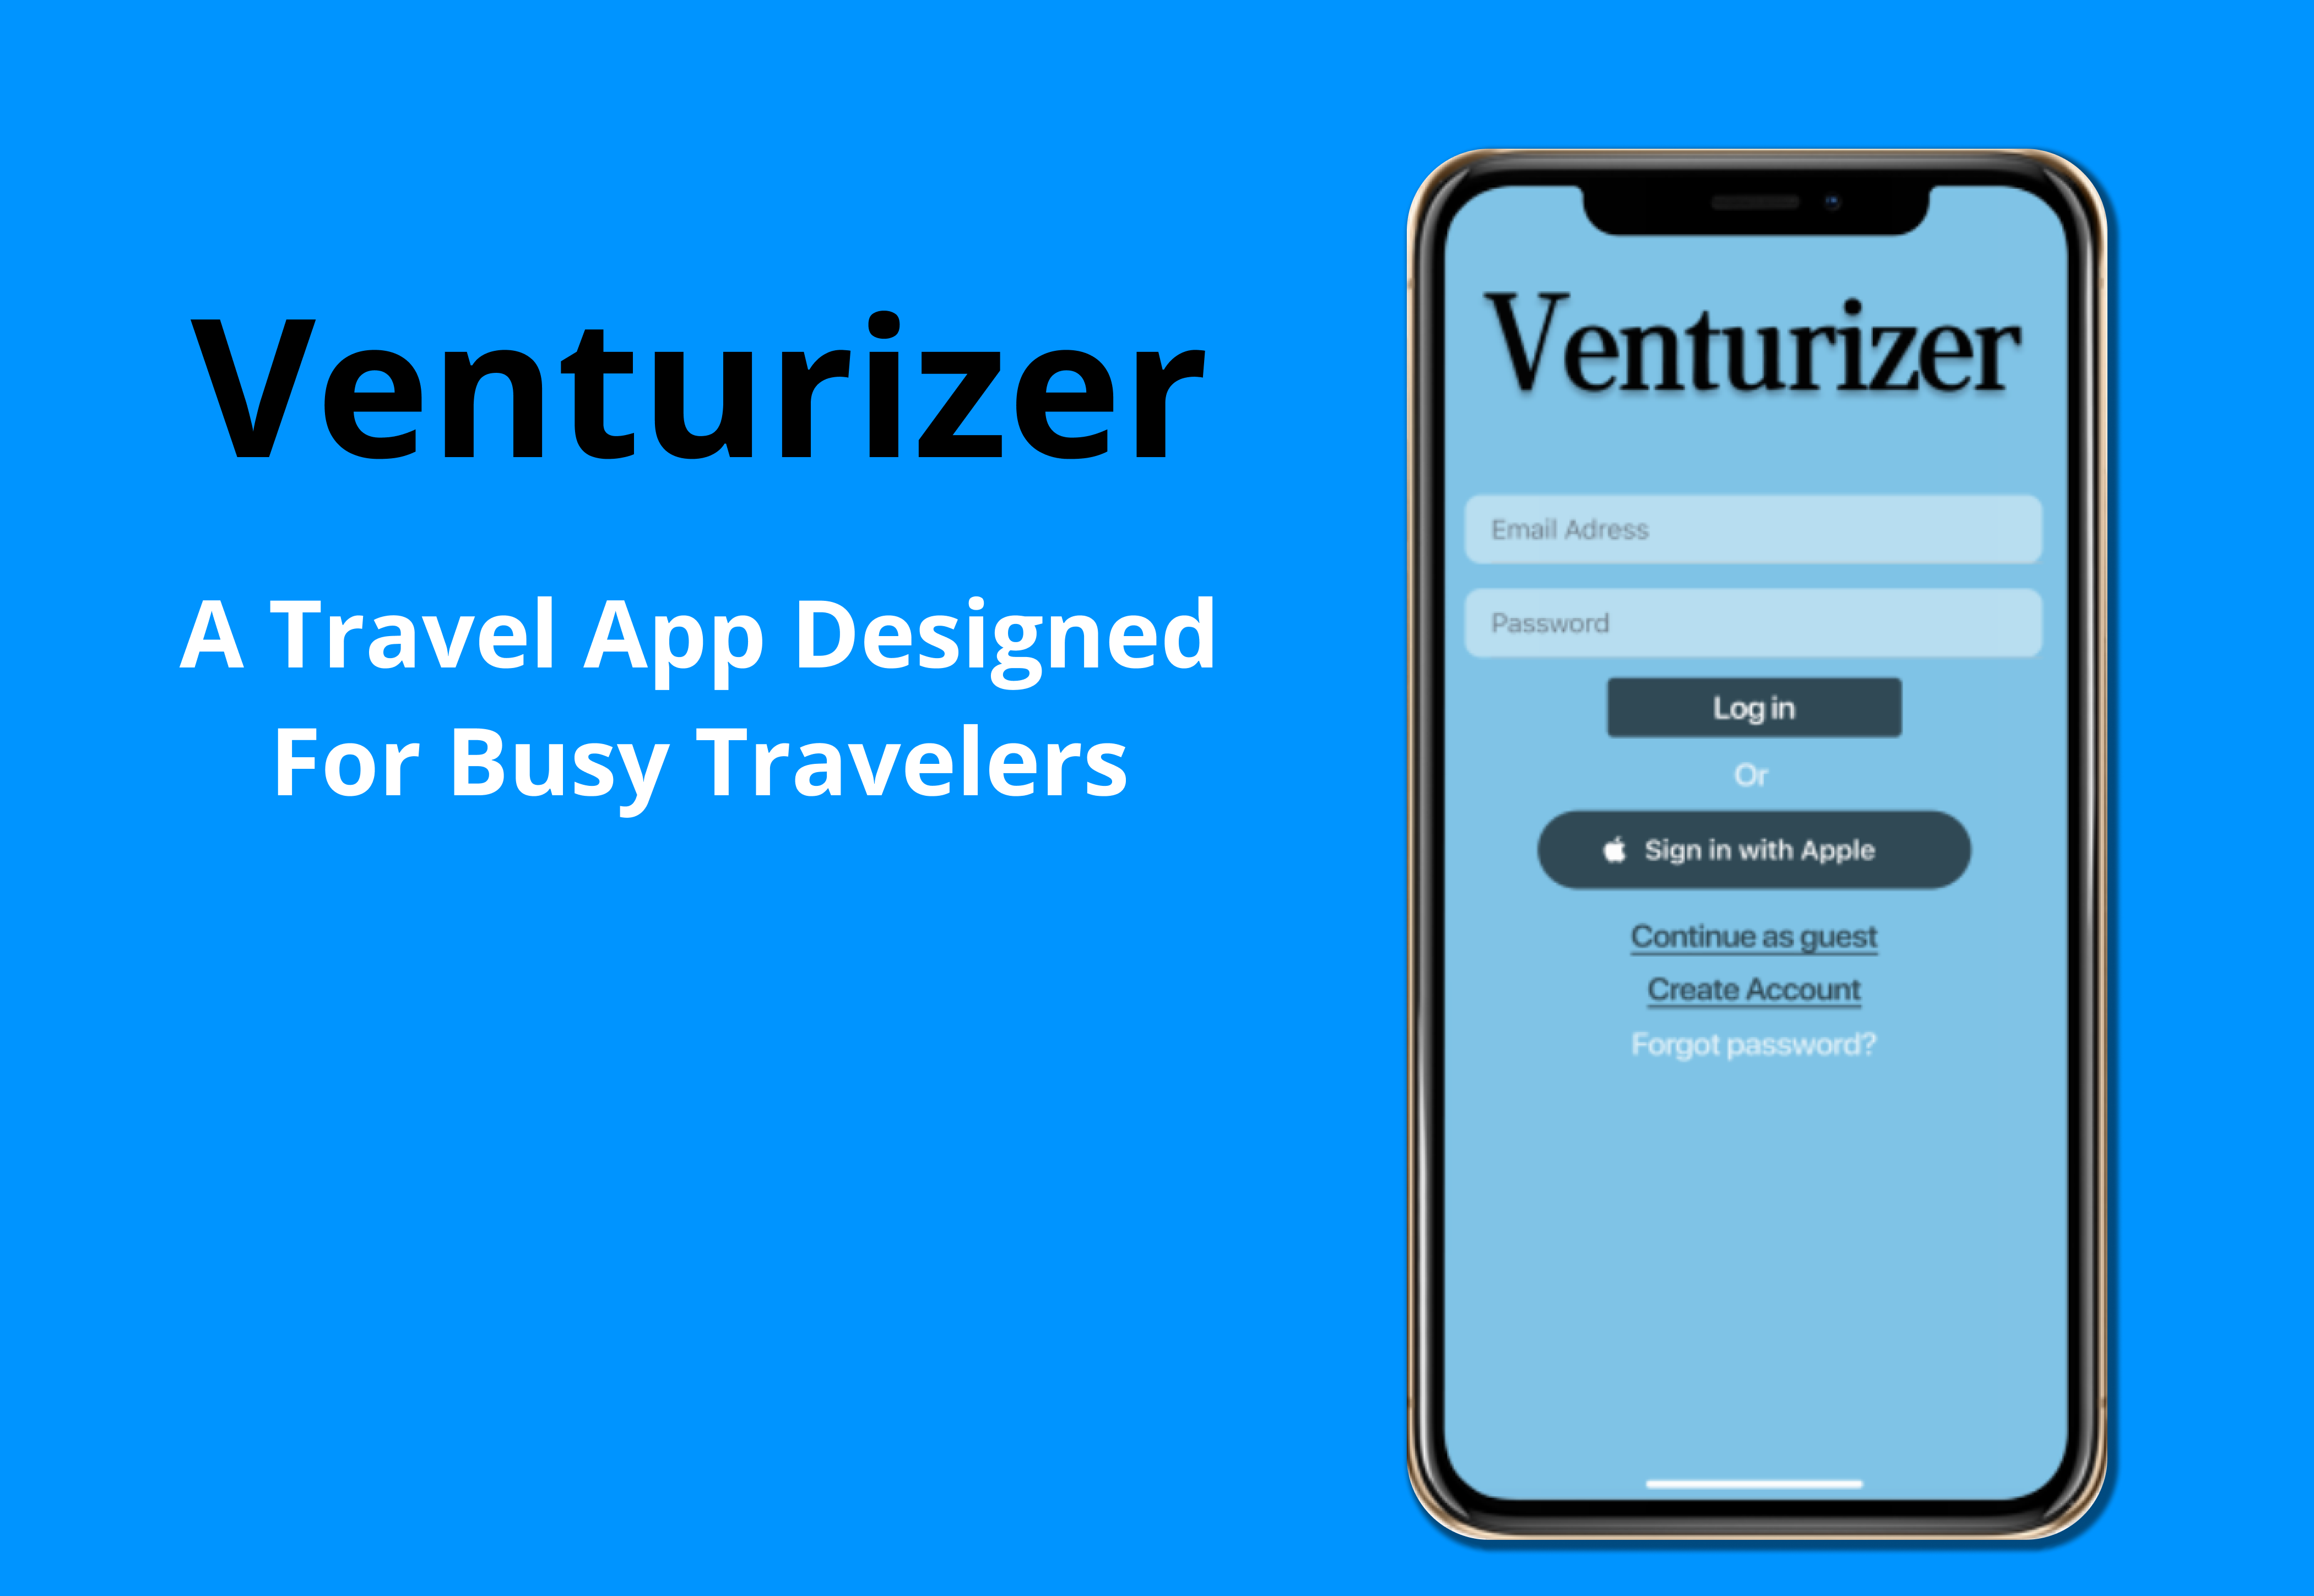 Venturizer
A Travel App Designed
For Busy Travelers
Venturizer
Email Adress
Password
Log in
Or
Sign in with Apple
Continue as guest
Create Account
Forgot password?